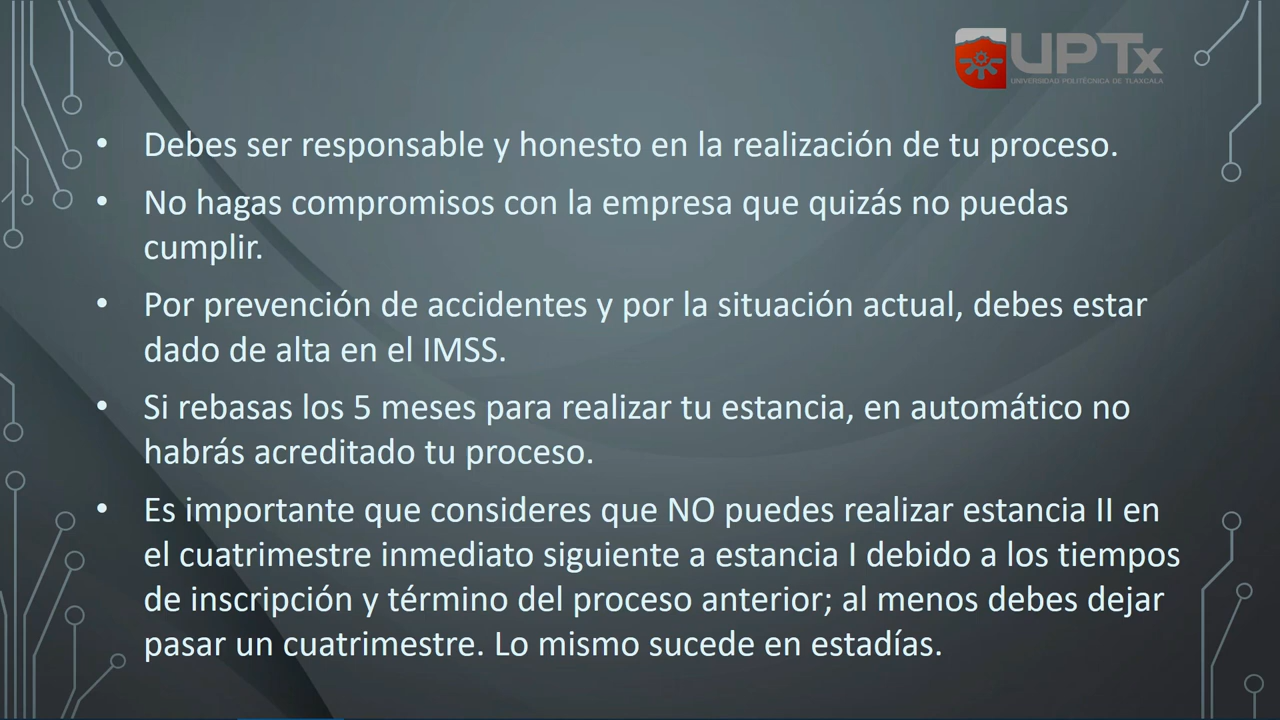 UPTx
UNIVERSIDAD POLITÉCNICA DE TLAXCALA
• Debes ser responsable y honesto en la realización de tu proceso.
• No hagas compromisos con la empresa que quizás no puedas
cumplir.
• Por prevención de accidentes y por la situación actual, debes estar
dado de alta en el IMSS.
• Si rebasas los 5 meses para realizar tu estancia, en automático no
habrás acreditado tu proceso.
• Es importante que consideres que NO puedes realizar estancia II en
el cuatrimestre inmediato siguiente a estancia I debido a los tiempos
de inscripción y término del proceso anterior; al menos debes dejar
pasar un cuatrimestre. Lo mismo sucede en estadías.